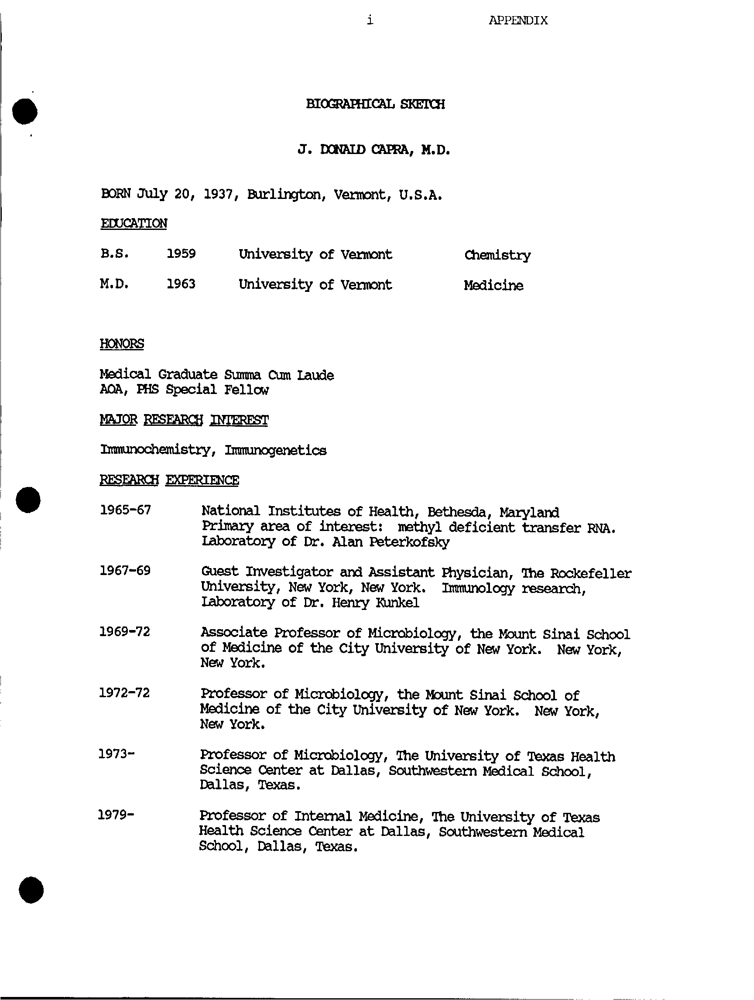 i APPENDIX
BIOGRAPHICAL SKETCH
J. DONALD CAPRA, M.D.
BORN July 20, 1937, Burlington, Vermont, U.S.A.
EDUCATION
B.S. 1959 University of Vermont Chemistry
M.D. 1963 University of Vermont Medicine
HONORS
Medical Graduate Summa Cum Laude
AOA, PHS Special Fellow
MAJOR RESEARCH INTEREST
Immunochemistry, Immunogenetics
RESEARCH EXPERIENCE
1965-67 National Institutes of Health, Bethesda, Maryland
Primary area of interest: methyl deficient transfer RNA.
Laboratory of Dr. Alan Peterkofsky
1967-69 Guest Investigator and Assistant Physician, The Rockefeller
University, New York, New York. Immunology research,
Laboratory of Dr. Henry Kunkel
1969-72 Associate Professor of Microbiology, the Mount Sinai School
of Medicine of the City University of New York. New York,
New York.
1972-72 Professor of Microbiology, the Mount Sinai School of
Medicine of the City University of New York. New York,
New York.
1973- Professor of Microbiology, The University of Texas Health
Science Center at Dallas, Southwestern Medical School,
Dallas, Texas.
1979- Professor of Internal Medicine, The University of Texas
Health Science Center at Dallas, Southwestern Medical
School, Dallas, Texas.